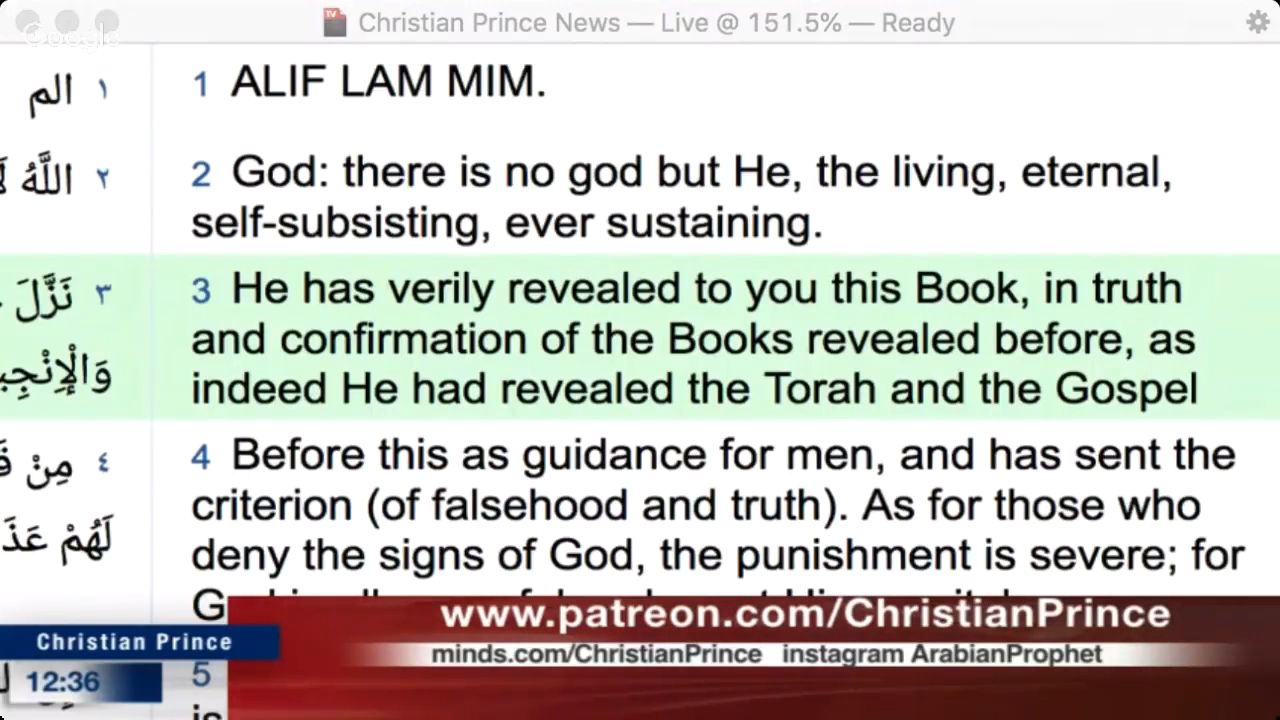 Christian Prince News — Live @ 151.5% — Ready
Google
الم ١
1 ALIF LAM MIM.
اللَّهُ ٢
2 God: there is no god but He, the living, eternal,
self-subsisting, ever sustaining.
نَزَّلَ ٣
3 He has verily revealed to you this Book, in truth
and confirmation of the Books revealed before, as
indeed He had revealed the Torah and the Gospel
مِنْ ٤
4 Before this as guidance for men, and has sent the
criterion (of falsehood and truth). As for those who
لَهُمْ
deny the signs of God, the punishment is severe; for
www.patreon.com/ChristianPrince
Christian Prince
minds.com/ChristianPrince instagram ArabianProphet
12:36
5